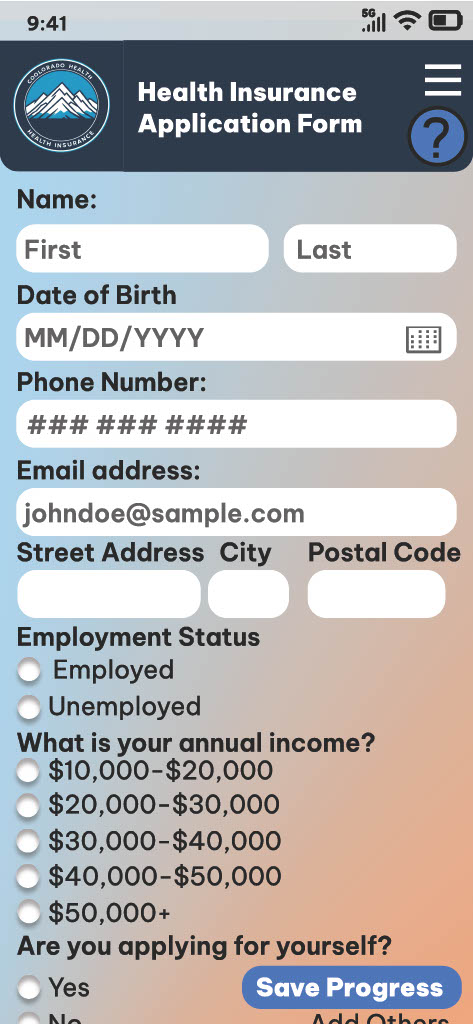 9:41
5G
COOLORADO HEALTH
HEALTH INSURANCE
Health Insurance
Application Form
?
Name:
First Last
Date of Birth
MM/DD/YYYY
Phone Number:
### ### ####
Email address:
johndoe@sample.com
Street Address City Postal Code
Employment Status
Employed
Unemployed
What is your annual income?
$10,000-$20,000
$20,000-$30,000
$30,000-$40,000
$40,000-$50,000
$50,000+
Are you applying for yourself?
Yes Save Progress
No Add Others